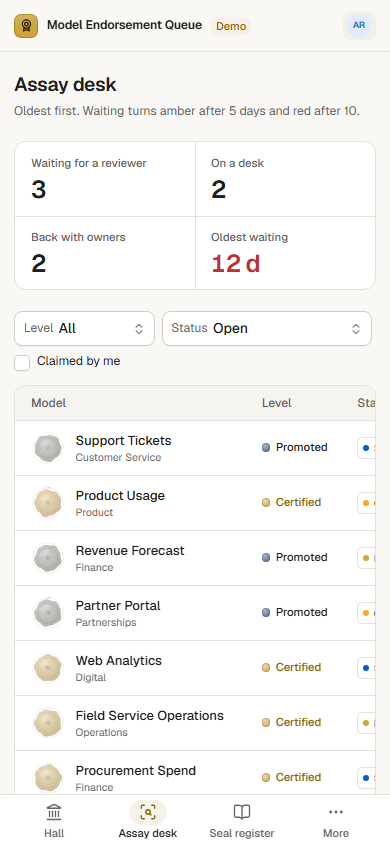 Model Endorsement Queue Demo AR
Assay desk
Oldest first. Waiting turns amber after 5 days and red after 10.
Waiting for a reviewer
3
On a desk
2
Back with owners
2
Oldest waiting
12 d
Level All
Status Open
Claimed by me
Model Level Sta
Support Tickets
Customer Service
Promoted
Product Usage
Product
Certified
Revenue Forecast
Finance
Promoted
Partner Portal
Partnerships
Promoted
Web Analytics
Digital
Certified
Field Service Operations
Operations
Certified
Procurement Spend
Finance
Certified
Hall Assay desk Seal register More